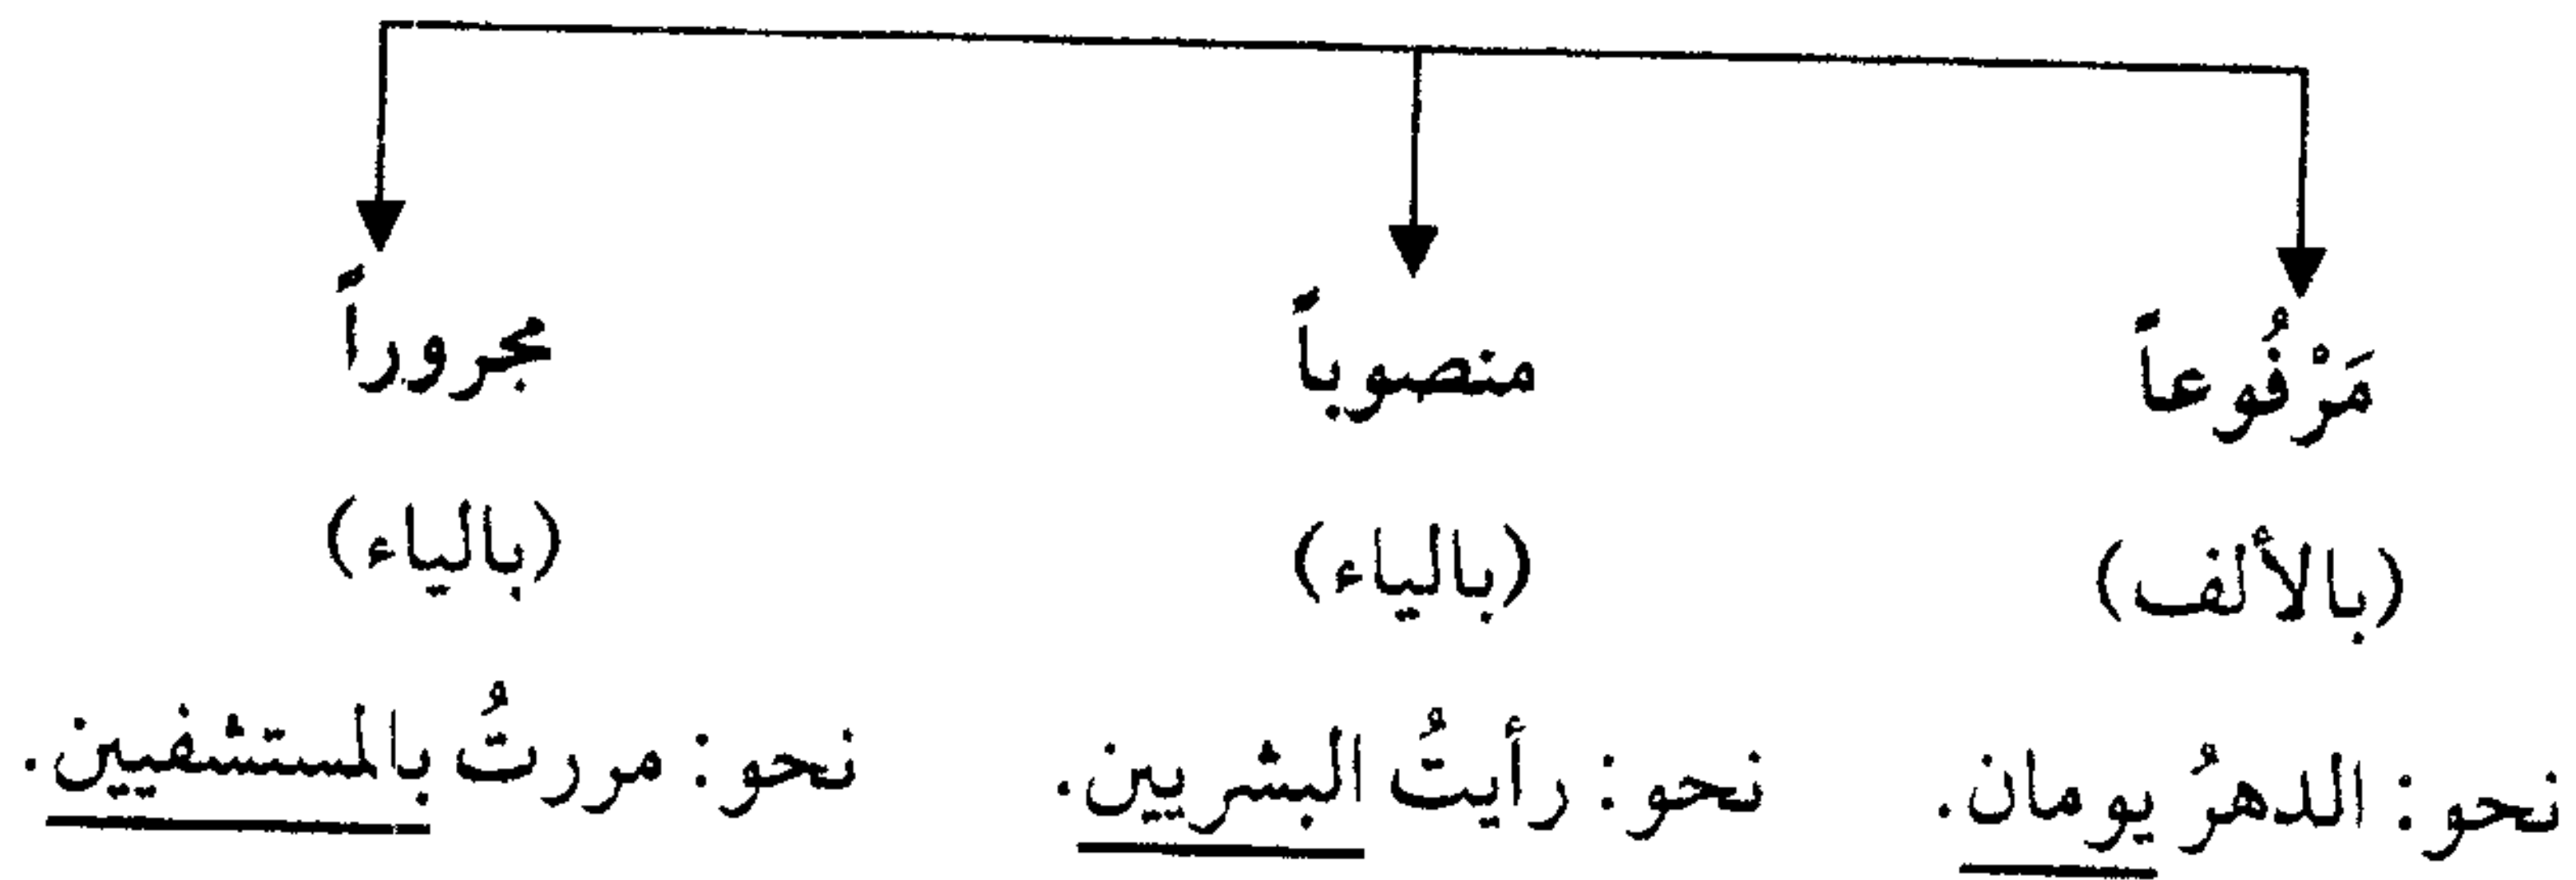 مَرْفُوعاً منصوباً مجروراً
(بالألف) (بالياء) (بالياء)
نحو: الدهرُ يومان. نحو: رأيتُ البشريين. نحو: مررتُ بالمستشفيين.